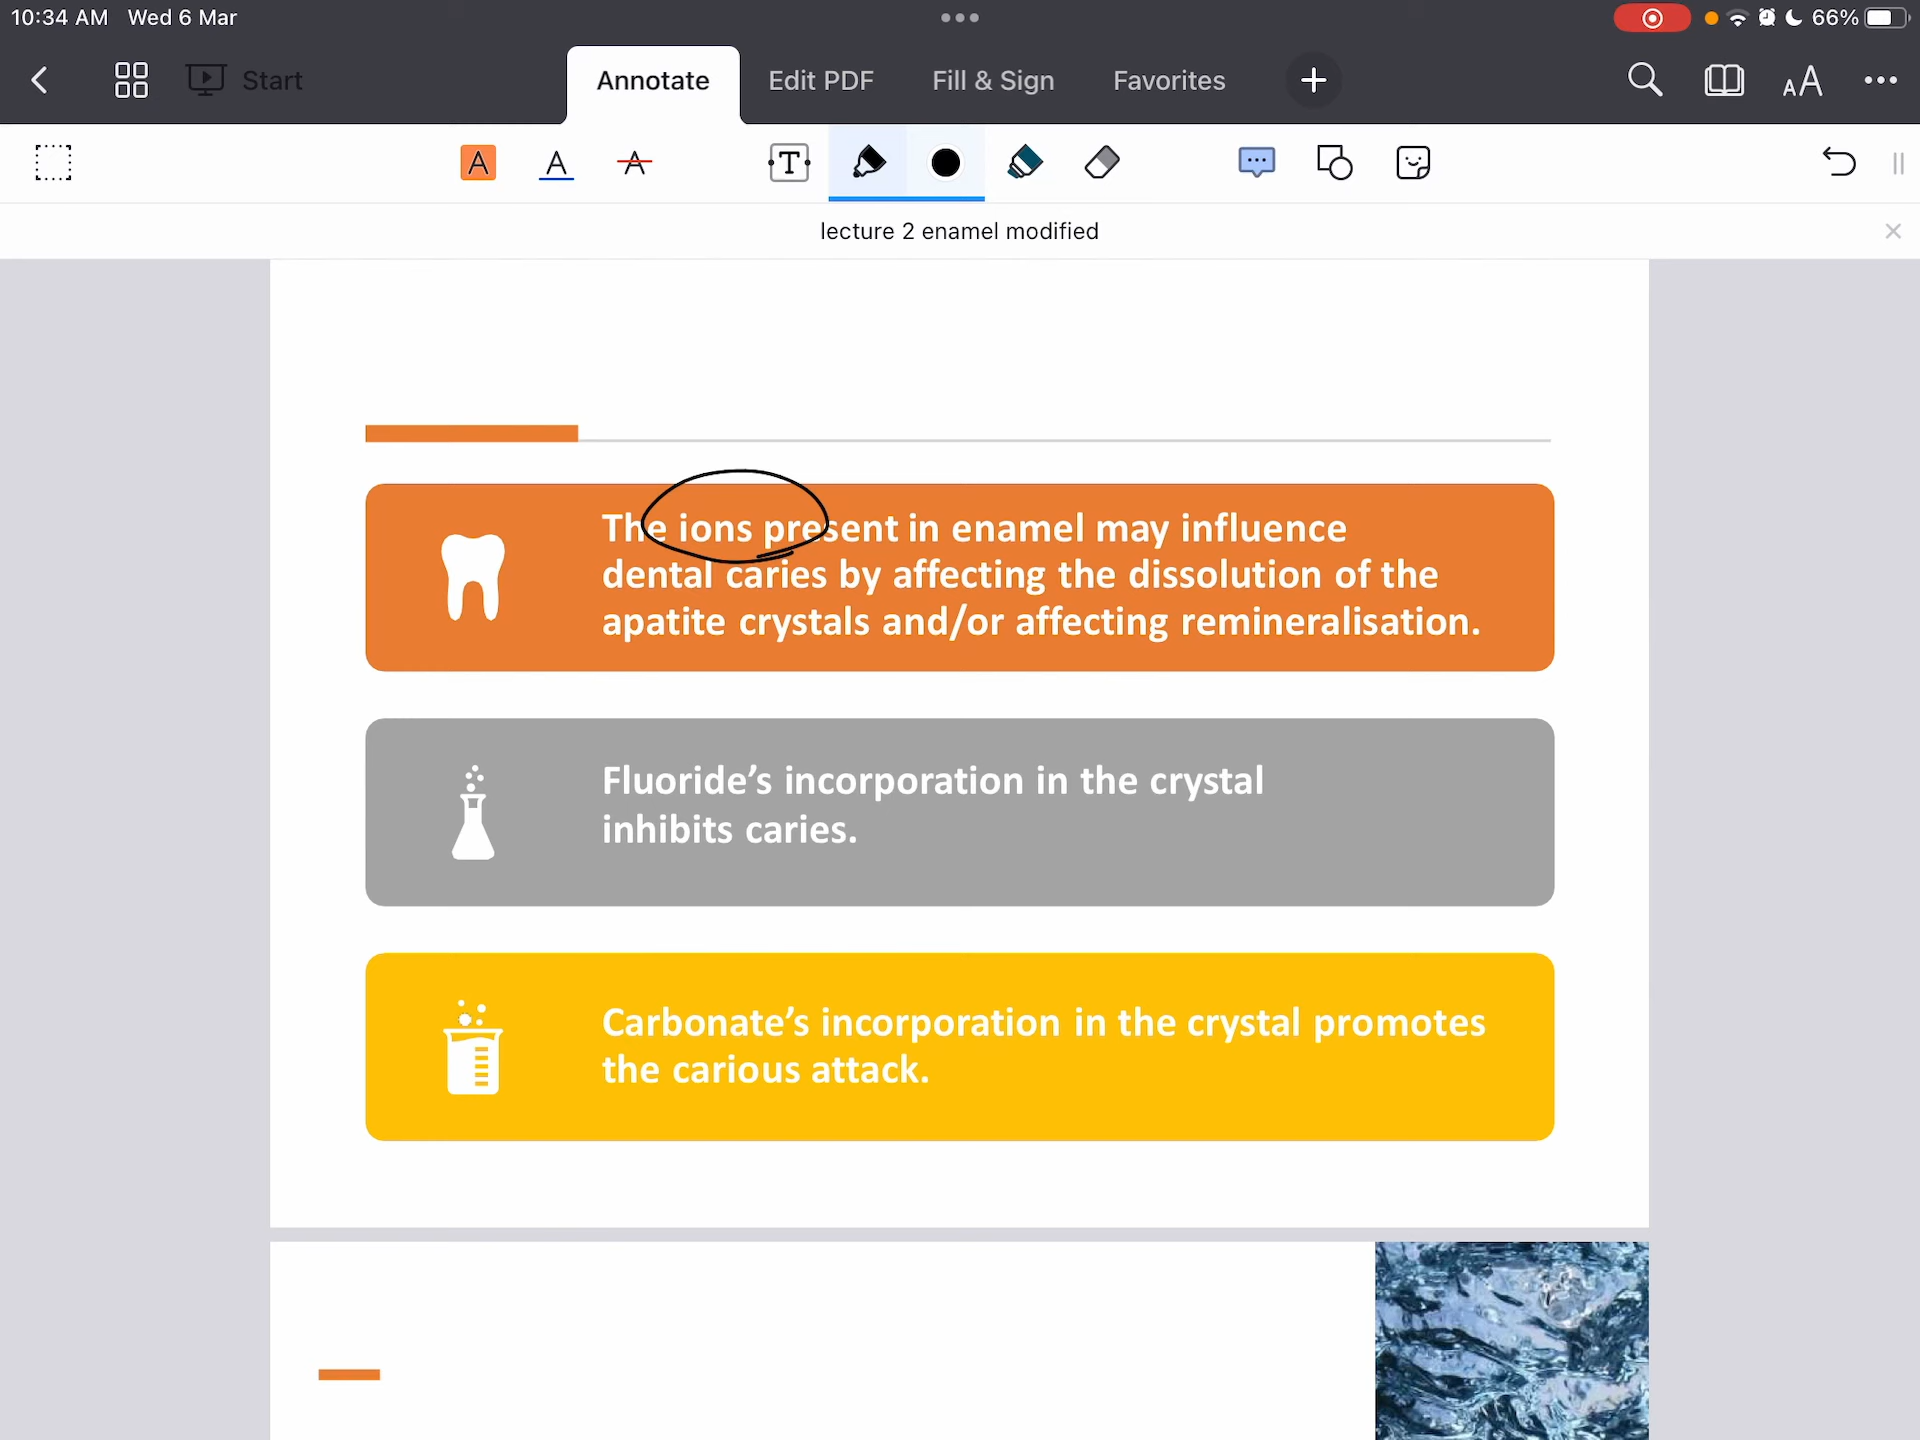 10:34 AM Wed 6 Mar
66%
Start
Annotate
Edit PDF
Fill & Sign
Favorites
AA
A
A
A
T
lecture 2 enamel modified
The ions present in enamel may influence
dental caries by affecting the dissolution of the
apatite crystals and/or affecting remineralisation.
Fluoride’s incorporation in the crystal
inhibits caries.
Carbonate’s incorporation in the crystal promotes
the carious attack.